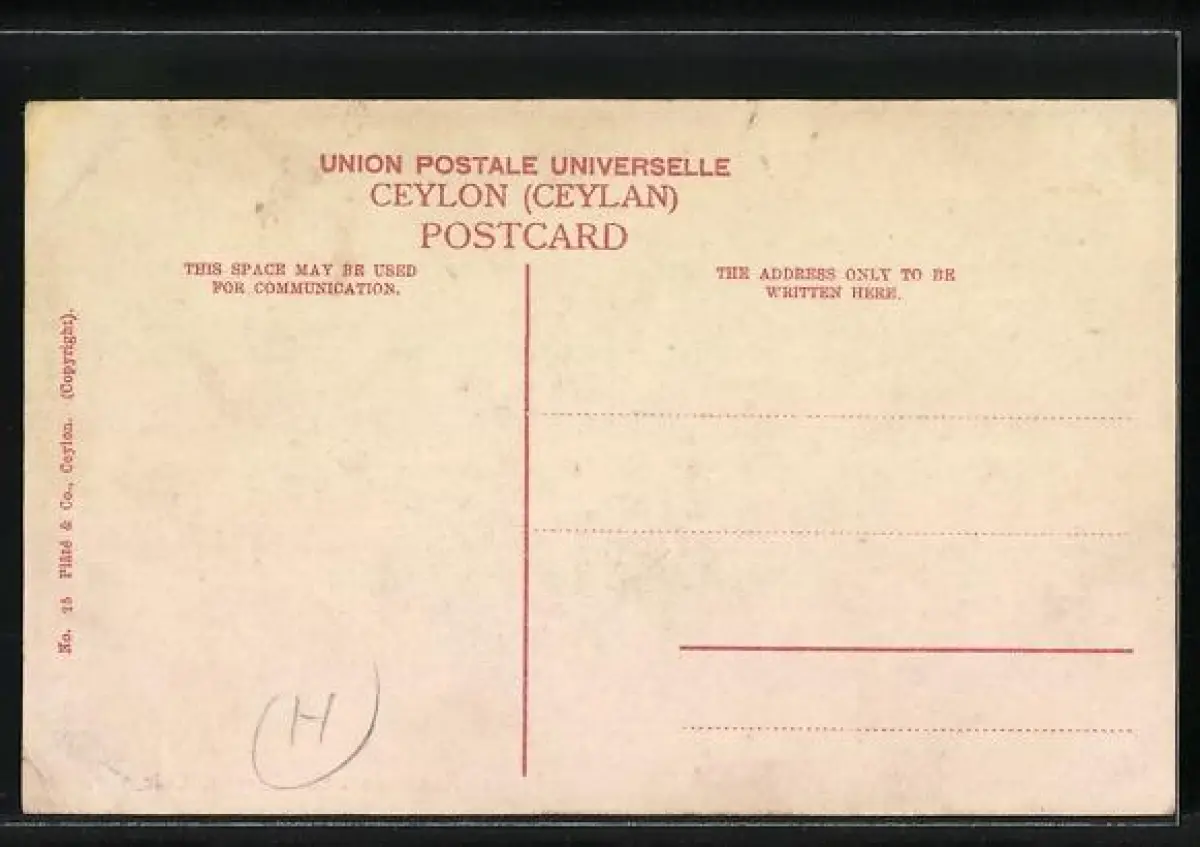 UNION POSTALE UNIVERSELLE
CEYLON (CEYLAN)
POSTCARD
THIS SPACE MAY BE USED
FOR COMMUNICATION.
THE ADDRESS ONLY TO BE
WRITTEN HERE.
No. 15 Plâté & Co., Ceylon. (Copyright).
H